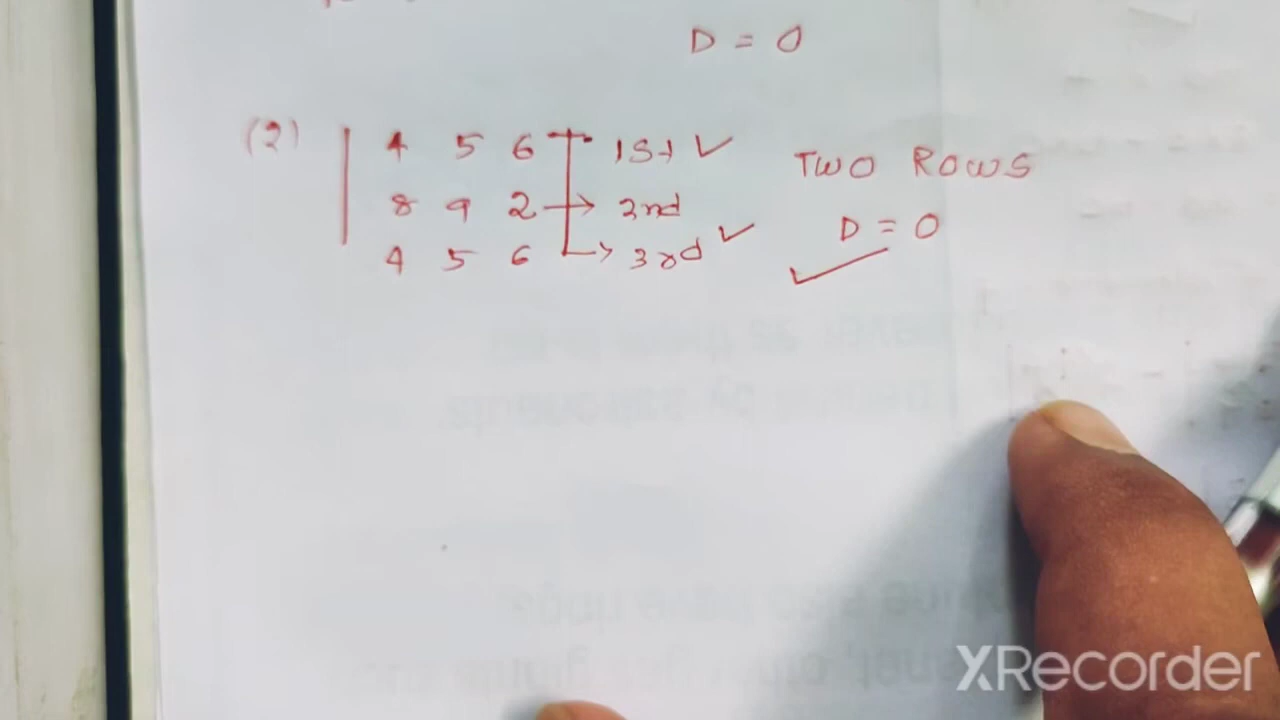 D = 0
(2) | 4 5 6 1st ✓ TWO ROWS
8 9 2 → 2nd D = 0
4 5 6 → 3rd ✓
XRecorder